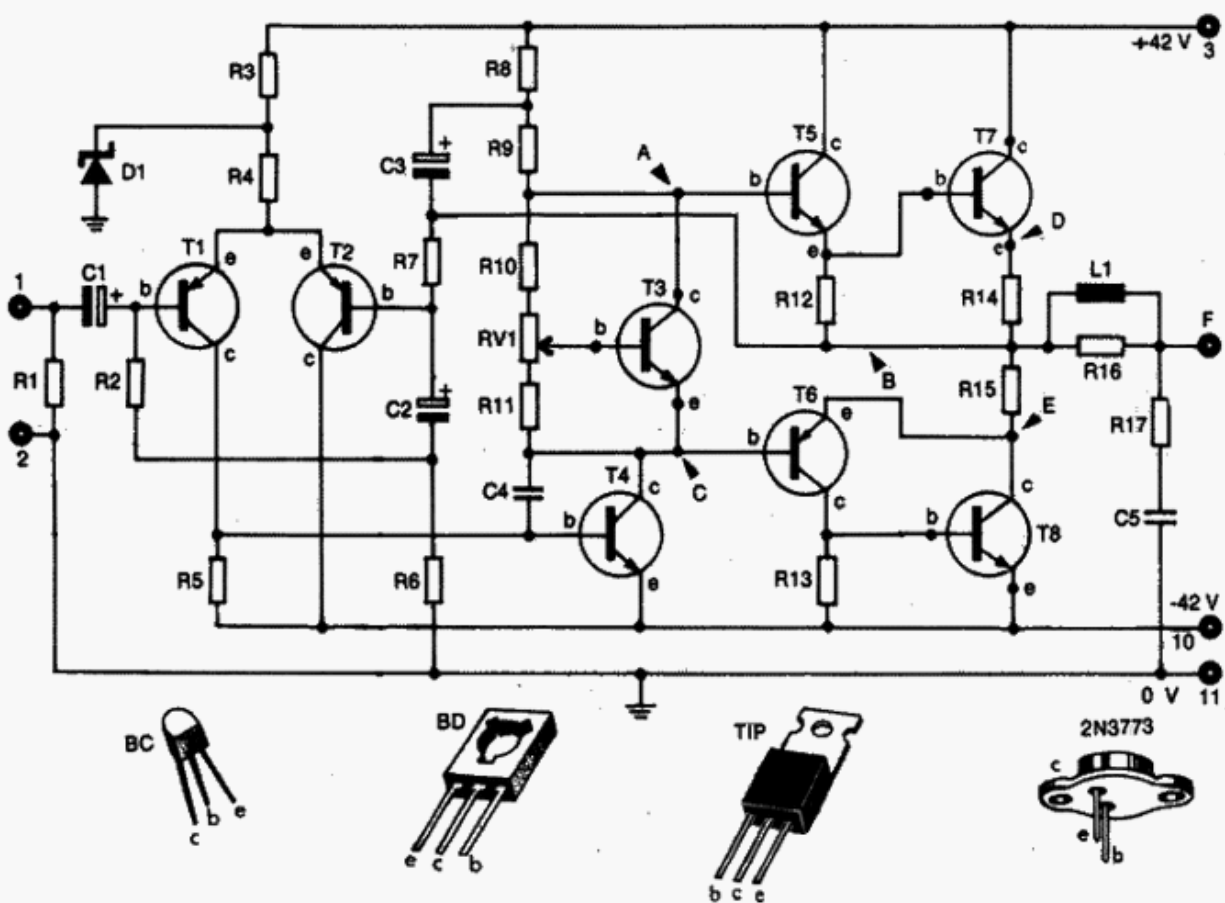 +42 V
3
R3
R8
D1
R4
C3
+
R9
A
T5
c
b
e
T7
c
b
e
D
T1
e
b
c
T2
e
b
c
R7
R10
T3
c
b
e
R12
R14
L1
1
C1
+
RV1
R16
F
R1
R2
C2
+
R11
B
R15
2
T6
e
b
c
E
R17
C4
T4
c
b
e
C
c
b
e
T8
C5
R5
R6
R13
-42 V
10
0 V
11
BC
c
b
e
BD
e
c
b
TIP
b
c
e
2N3773
c
e
b